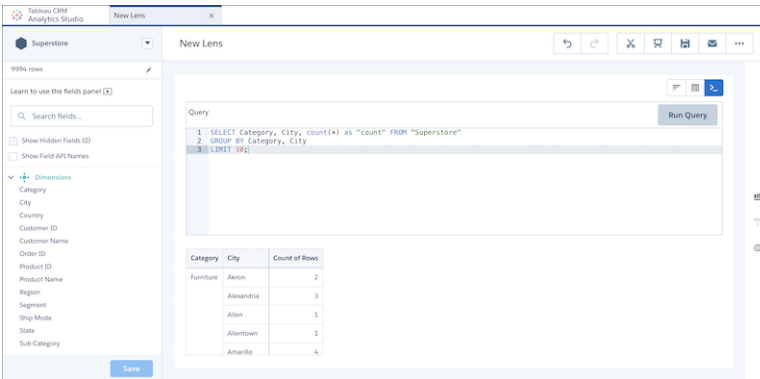 Tableau CRM
Analytics Studio
New Lens
Superstore
New Lens
9994 rows
Learn to use the fields panel
Search fields...
Show Hidden Fields (0)
Show Field API Names
Dimensions
Category
City
Country
Customer ID
Customer Name
Order ID
Product ID
Product Name
Region
Segment
Ship Mode
State
Sub-Category
Save
Query
Run Query
1 SELECT Category, City, count(*) as "count" FROM "Superstore"
2 GROUP BY Category, City
3 LIMIT 10;
Category City Count of Rows
Furniture Akron 2
Alexandria 3
Allen 1
Allentown 1
Amarillo 4